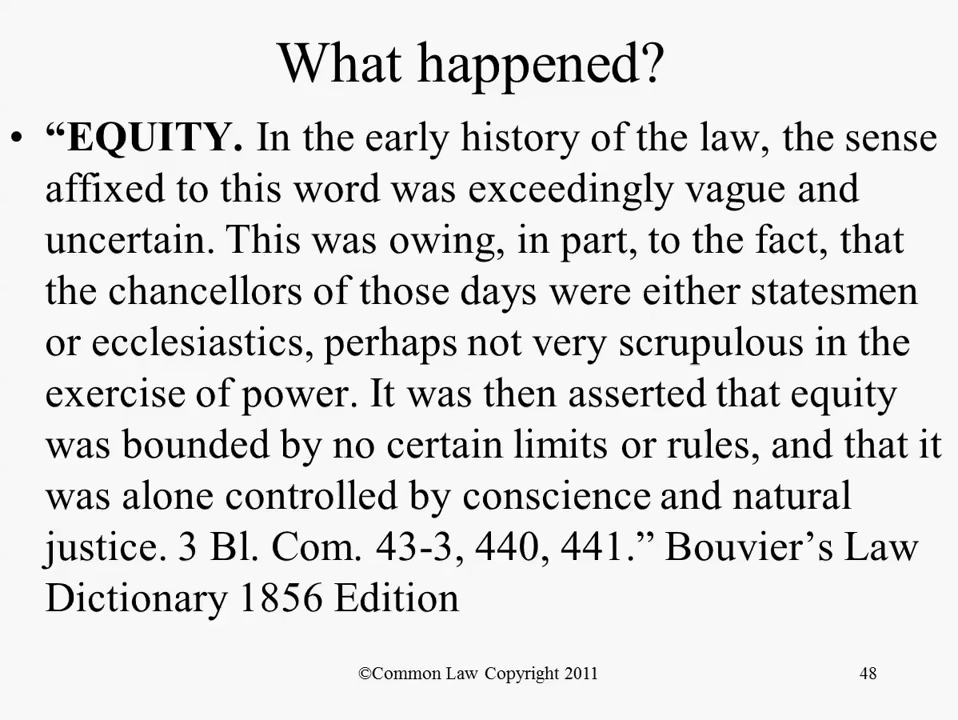 What happened?
• “EQUITY. In the early history of the law, the sense
affixed to this word was exceedingly vague and
uncertain. This was owing, in part, to the fact, that
the chancellors of those days were either statesmen
or ecclesiastics, perhaps not very scrupulous in the
exercise of power. It was then asserted that equity
was bounded by no certain limits or rules, and that it
was alone controlled by conscience and natural
justice. 3 Bl. Com. 43-3, 440, 441.” Bouvier’s Law
Dictionary 1856 Edition
©Common Law Copyright 2011
48